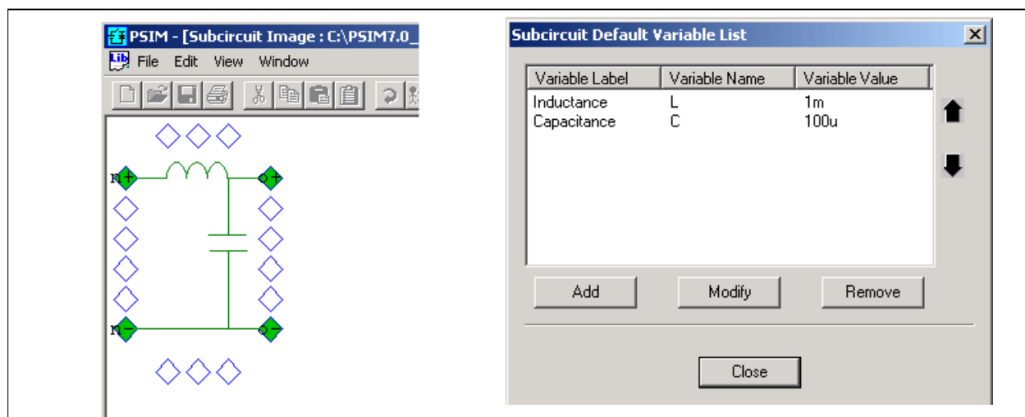 PSIM - [Subcircuit Image : C:\PSIM7.0_
File Edit View Window
Subcircuit Default Variable List
Variable Label Variable Name Variable Value
Inductance L 1m
Capacitance C 100u
Add Modify Remove
Close